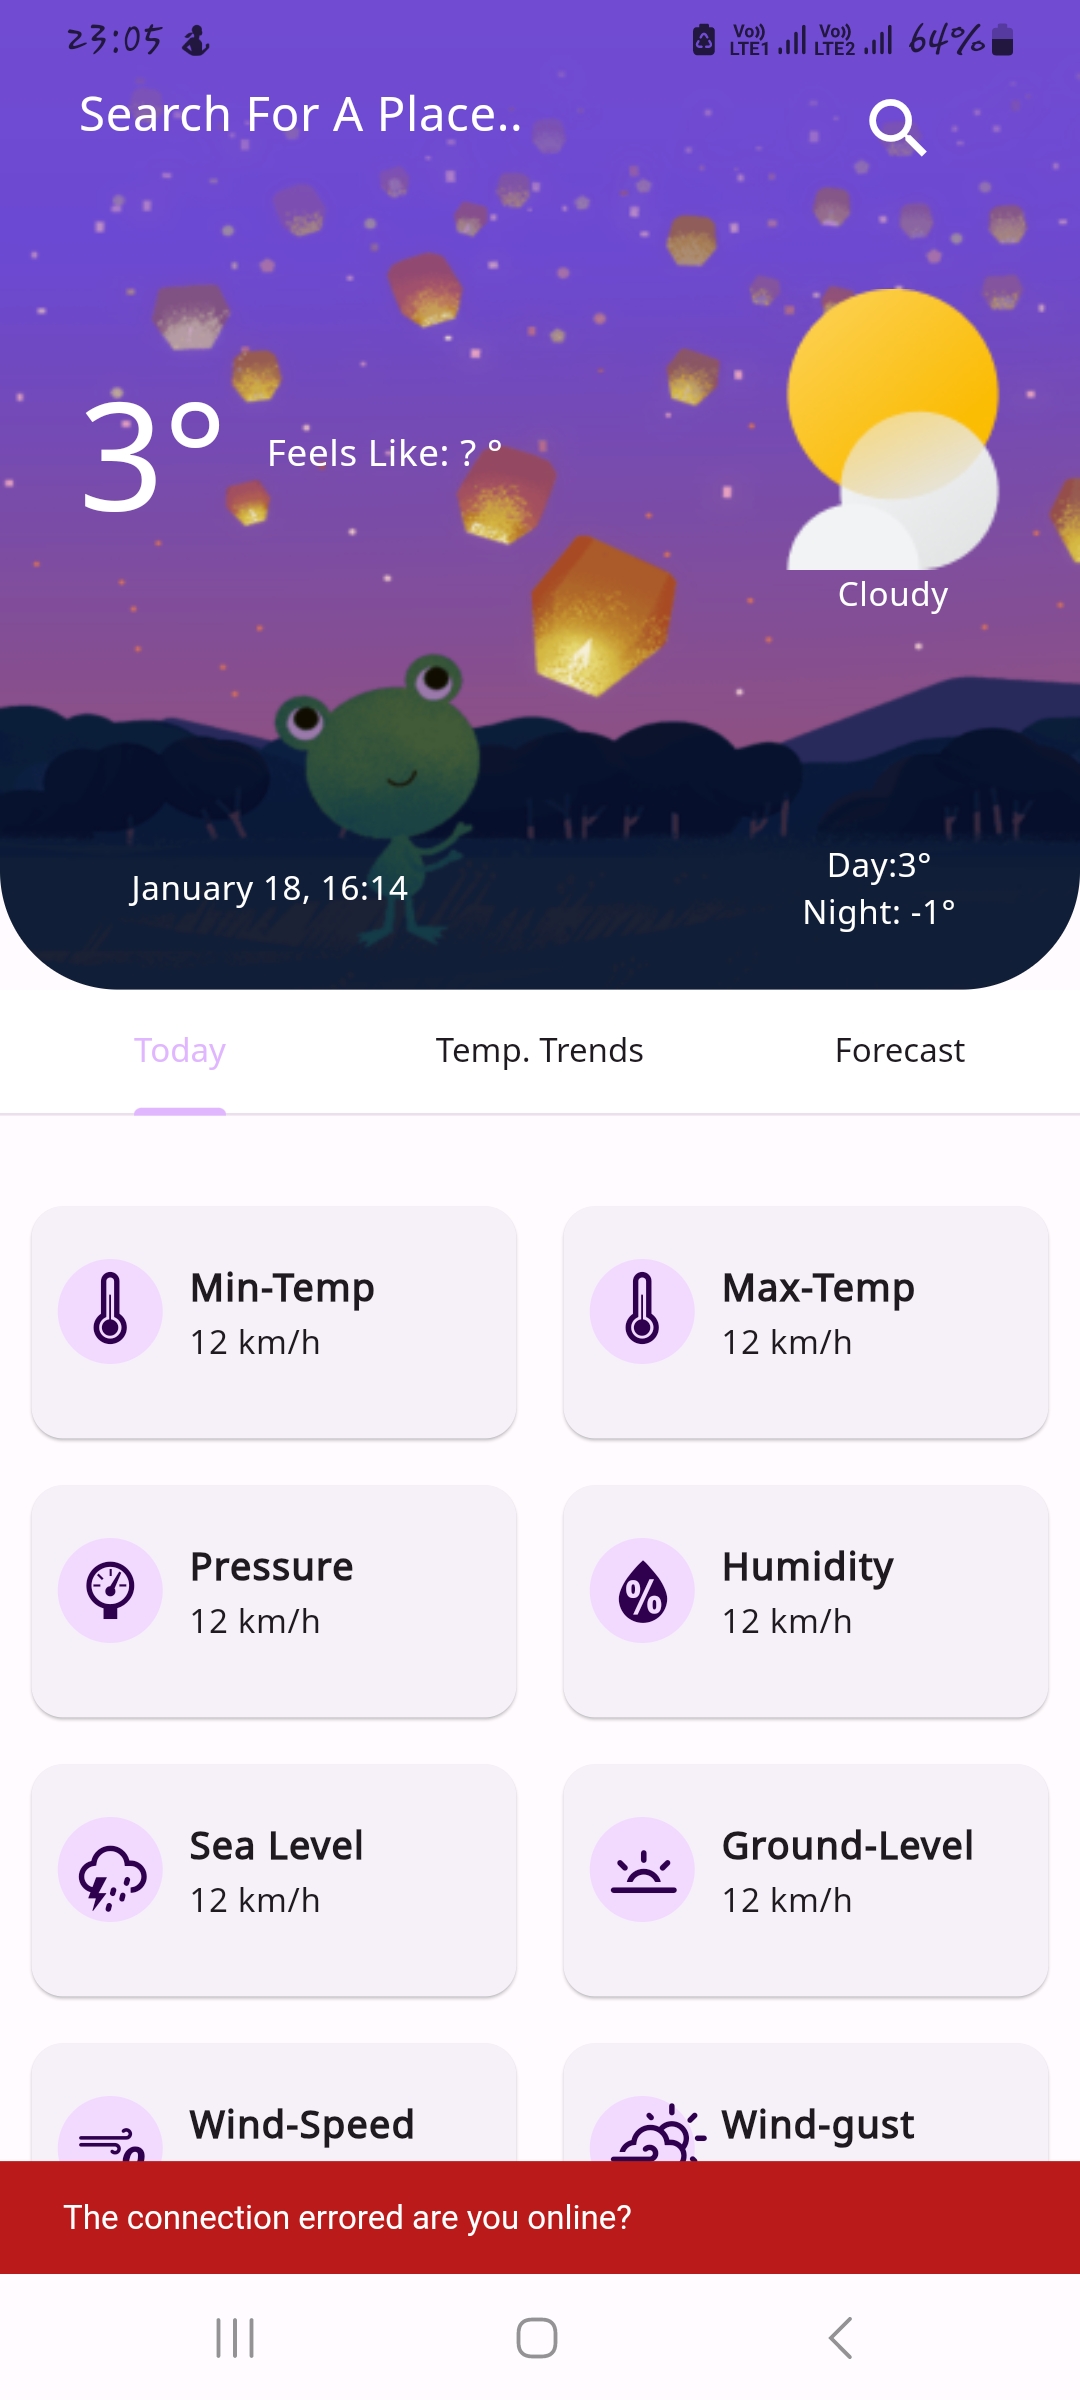 23:05
Vo)) LTE1 Vo)) LTE2 64%
Search For A Place..
3° Feels Like: ? °
Cloudy
January 18, 16:14
Day:3°
Night: -1°
Today Temp. Trends Forecast
Min-Temp Max-Temp
12 km/h 12 km/h
Pressure Humidity
12 km/h 12 km/h
Sea Level Ground-Level
12 km/h 12 km/h
Wind-Speed Wind-gust
The connection errored are you online?